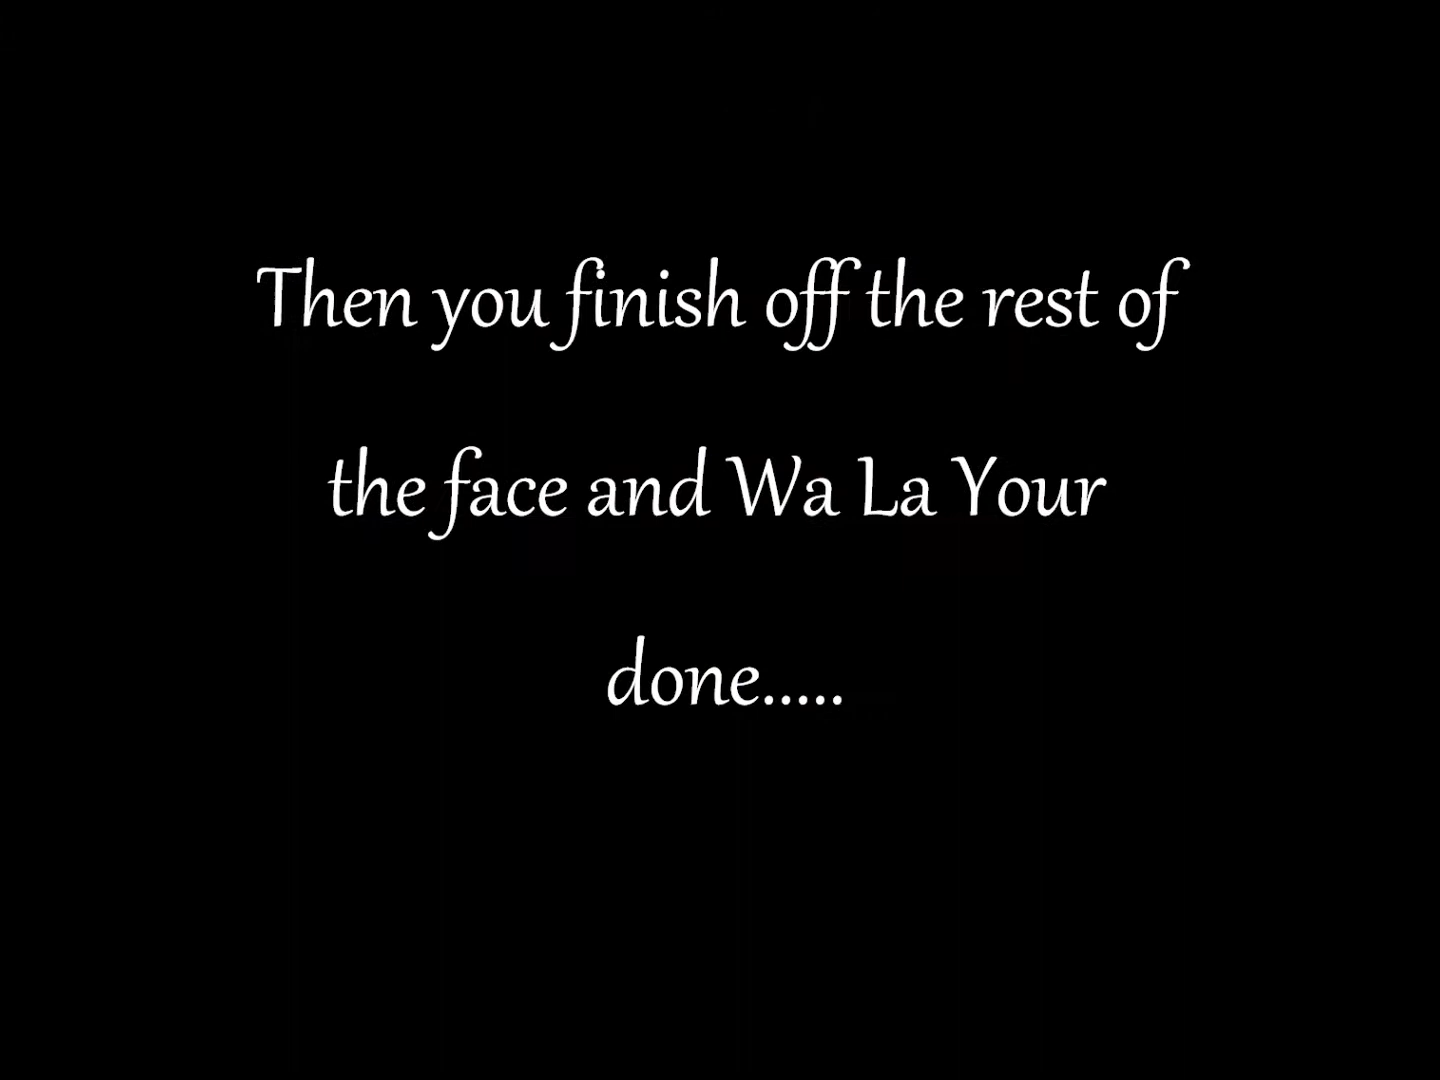 Then you finish off the rest of
the face and Wa La Your
done.....